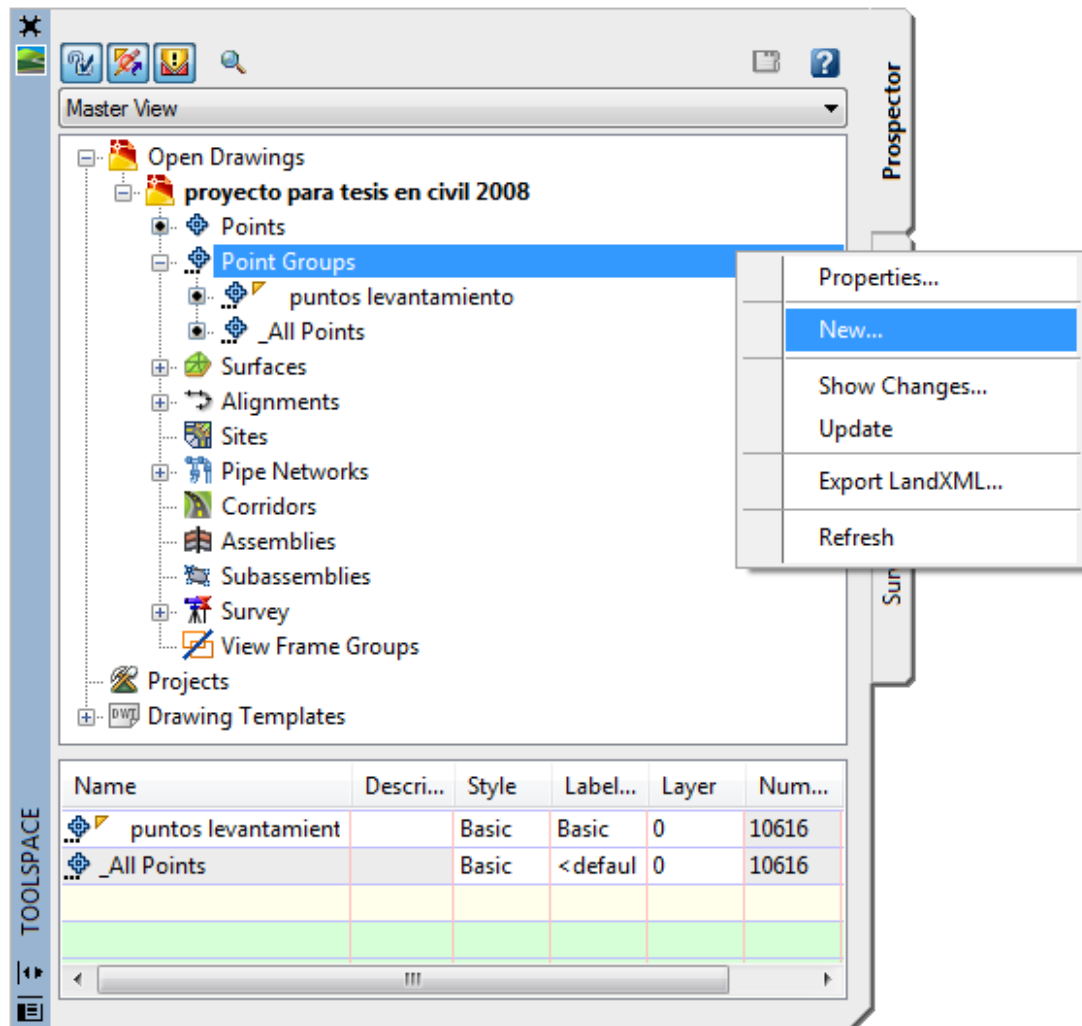 Master View
Prospector
Open Drawings
proyecto para tesis en civil 2008
Points
Point Groups
puntos levantamiento
_All Points
Surfaces
Alignments
Sites
Pipe Networks
Corridors
Assemblies
Subassemblies
Survey
View Frame Groups
Projects
DWT Drawing Templates
Properties...
New...
Show Changes...
Update
Export LandXML...
Refresh
Name Descri... Style Label... Layer Num...
puntos levantamient Basic Basic 0 10616
_All Points Basic <defaul 0 10616
TOOLSPACE